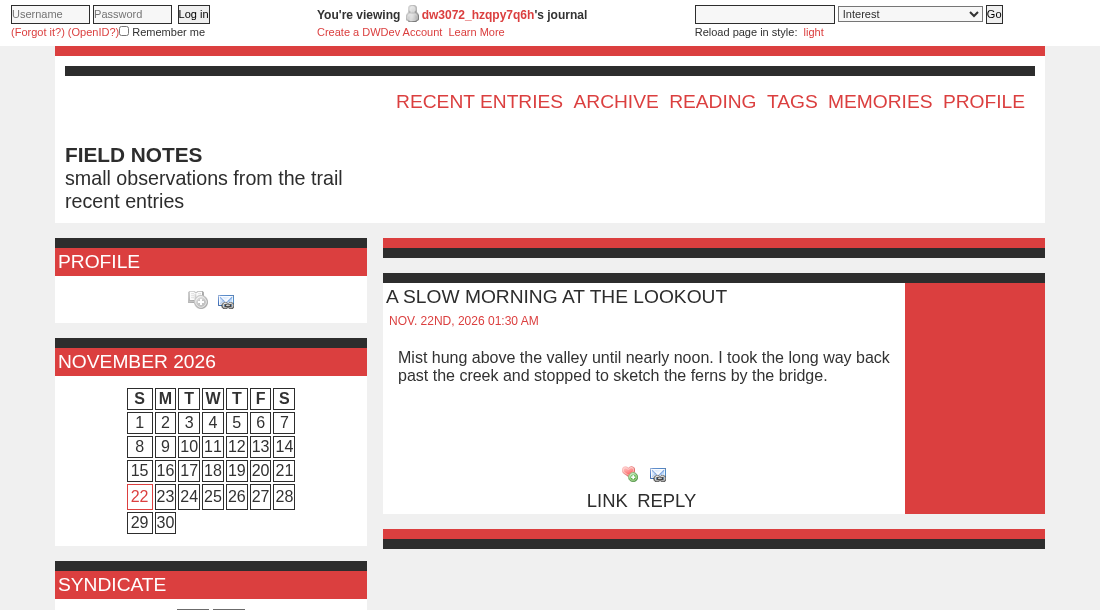 Username Password Log in
(Forgot it?) (OpenID?) Remember me
You're viewing dw3072_hzqpy7q6h's journal
Create a DWDev Account Learn More
Interest Go
Reload page in style: light
RECENT ENTRIES ARCHIVE READING TAGS MEMORIES PROFILE
FIELD NOTES
small observations from the trail
recent entries
PROFILE
NOVEMBER 2026
S M T W T F S
1 2 3 4 5 6 7
8 9 10 11 12 13 14
15 16 17 18 19 20 21
22 23 24 25 26 27 28
29 30
SYNDICATE
A SLOW MORNING AT THE LOOKOUT
NOV. 22ND, 2026 01:30 AM
Mist hung above the valley until nearly noon. I took the long way back
past the creek and stopped to sketch the ferns by the bridge.
LINK REPLY